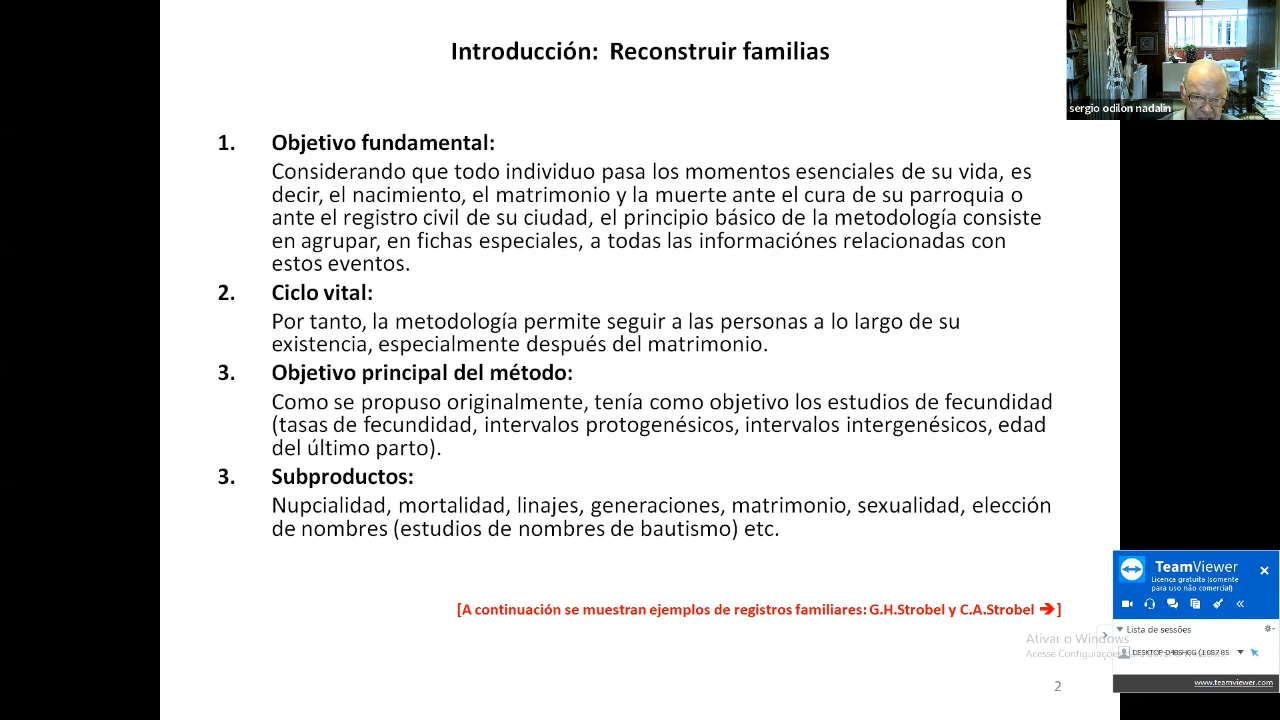 Introducción: Reconstruir familias
sergio odilon nadalin
1. Objetivo fundamental:
Considerando que todo individuo pasa los momentos esenciales de su vida, es
decir, el nacimiento, el matrimonio y la muerte ante el cura de su parroquia o
ante el registro civil de su ciudad, el principio básico de la metodología consiste
en agrupar, en fichas especiales, a todas las informaciónes relacionadas con
estos eventos.
2. Ciclo vital:
Por tanto, la metodología permite seguir a las personas a lo largo de su
existencia, especialmente después del matrimonio.
3. Objetivo principal del método:
Como se propuso originalmente, tenía como objetivo los estudios de fecundidad
(tasas de fecundidad, intervalos protogenésicos, intervalos intergenésicos, edad
del último parto).
3. Subproductos:
Nupcialidad, mortalidad, linajes, generaciones, matrimonio, sexualidad, elección
de nombres (estudios de nombres de bautismo) etc.
[A continuación se muestran ejemplos de registros familiares: G.H.Strobel y C.A.Strobel ➔]
Ativar o Windows
Acesse Configurações
2
TeamViewer
Licença gratuita (somente
para uso não comercial)
Lista de sessões
www.teamviewer.com